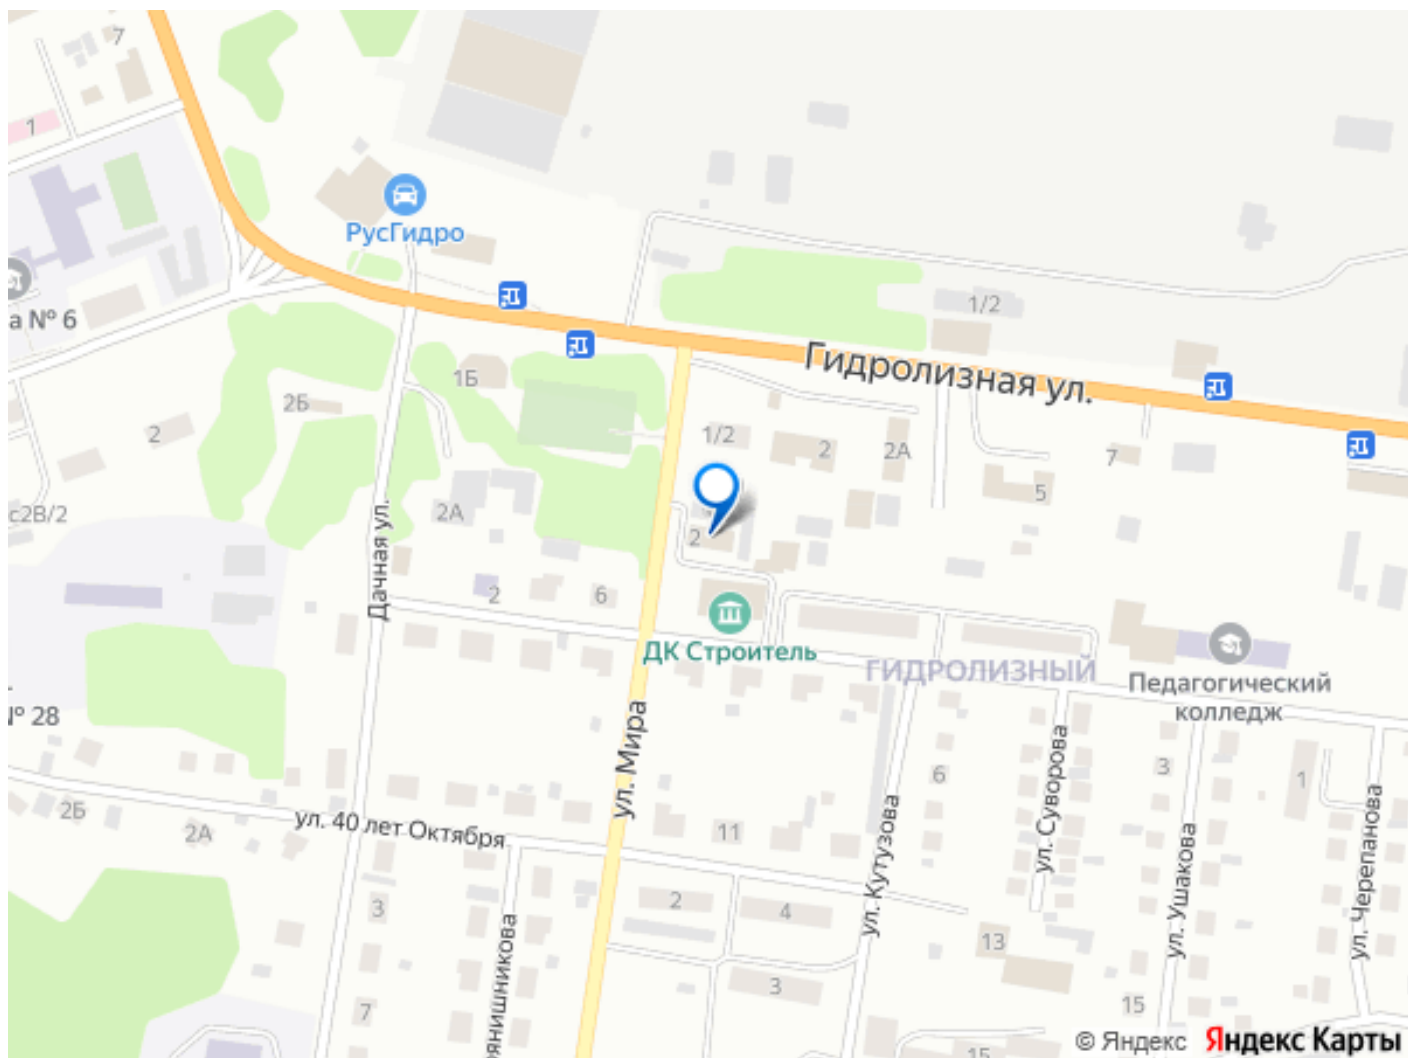 7
1
РусГидро
а № 6
1/2
Гидролизная ул.
1Б
2Б
2
1/2
2
2А
7
5
с2В/2
2А
2
Дачная ул.
2
6
ДК Строитель
ГИДРОЛИЗНЫЙ
Педагогический
колледж
№ 28
ул. Мира
6
ул. Суворова
3
1
2Б
2А
ул. 40 лет Октября
11
ул. Кутузова
ул. Ушакова
ул. Черепанова
3
2
4
13
янишникова
7
3
15
15
© Яндекс Яндекс Карты